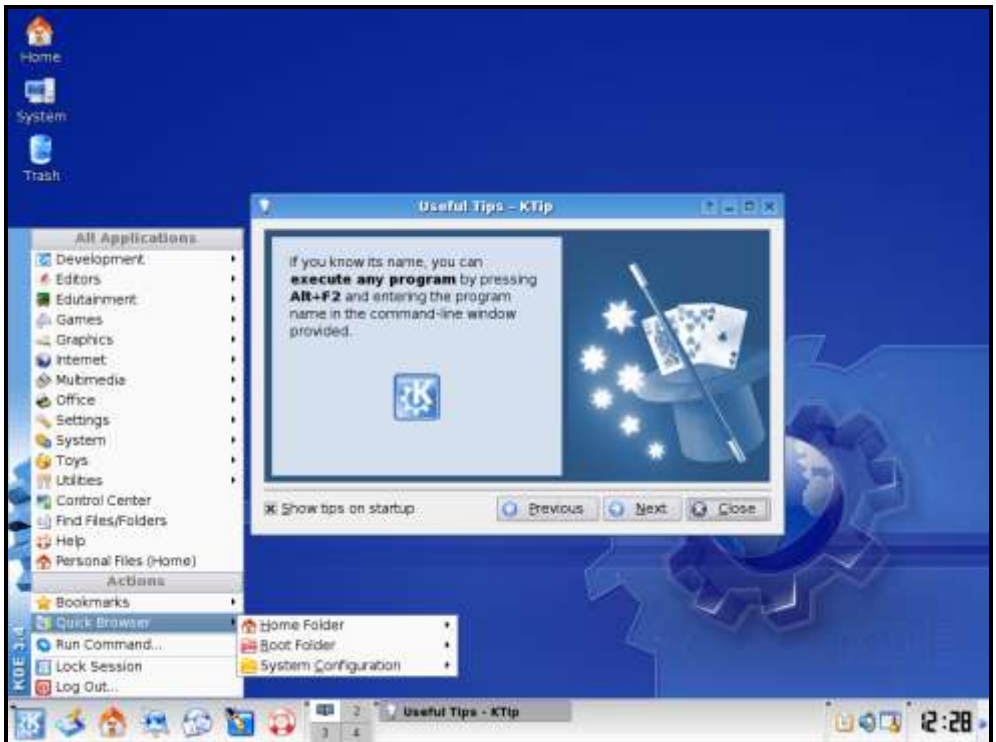 Home
System
Trash
Useful Tips - KTip
If you know its name, you can
execute any program by pressing
Alt+F2 and entering the program
name in the command-line window
provided.
K
Show tips on startup
Previous
Next
Close
All Applications
Development
Editors
Edutainment
Games
Graphics
Internet
Multimedia
Office
Settings
System
Toys
Utilities
Control Center
Find Files/Folders
Help
Personal Files (Home)
Actions
Bookmarks
Quick Browser
Run Command...
Lock Session
Log Out...
KDE 3.4
Home Folder
Root Folder
System Configuration
K
2
3 4
Useful Tips - KTip
12:28